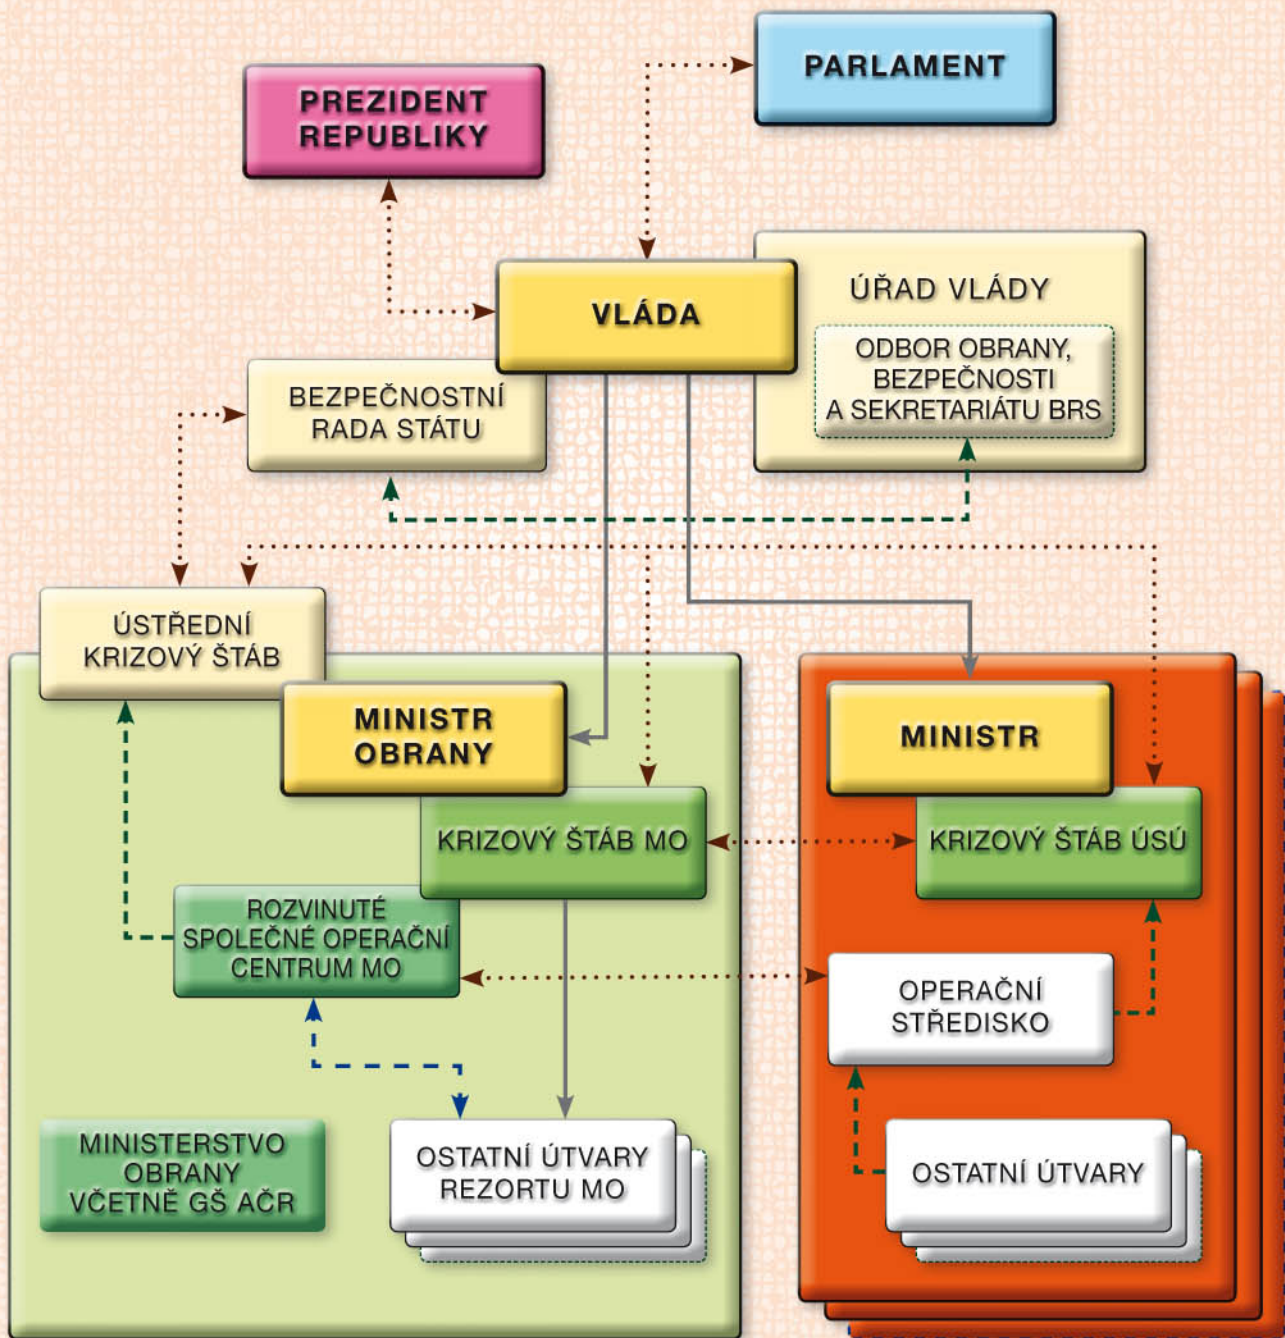 PARLAMENT
PREZIDENT
REPUBLIKY
VLÁDA
ÚŘAD VLÁDY
ODBOR OBRANY,
BEZPEČNOSTI
A SEKRETARIÁTU BRS
BEZPEČNOSTNÍ
RADA STÁTU
ÚSTŘEDNÍ
KRIZOVÝ ŠTÁB
MINISTR
OBRANY
MINISTR
KRIZOVÝ ŠTÁB MO
KRIZOVÝ ŠTÁB ÚSÚ
ROZVINUTÉ
SPOLEČNÉ OPERAČNÍ
CENTRUM MO
OPERAČNÍ
STŘEDISKO
MINISTERSTVO
OBRANY
VČETNĚ GŠ AČR
OSTATNÍ ÚTVARY
REZORTU MO
OSTATNÍ ÚTVARY